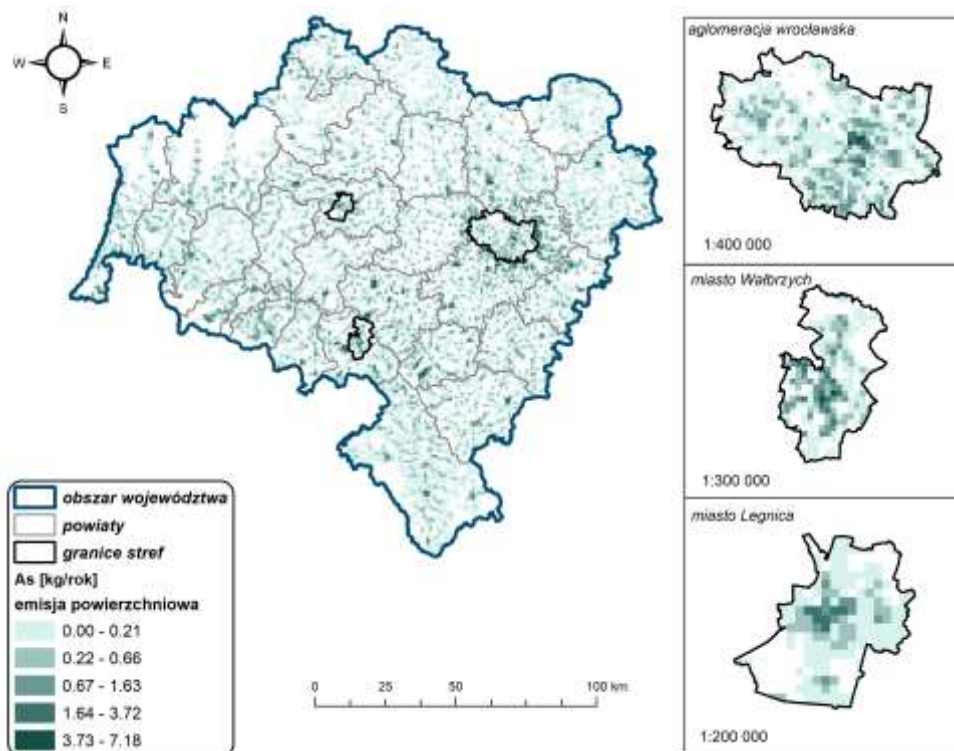 N
W E
S
aglomeracja wrocławska
1:400 000
miasto Wałbrzych
1:300 000
miasto Legnica
1:200 000
obszar województwa
powiaty
granice stref
As [kg/rok]
emisja powierzchniowa
0.00 - 0.21
0.22 - 0.66
0.67 - 1.63
1.64 - 3.72
3.73 - 7.18
0 25 50 100 km